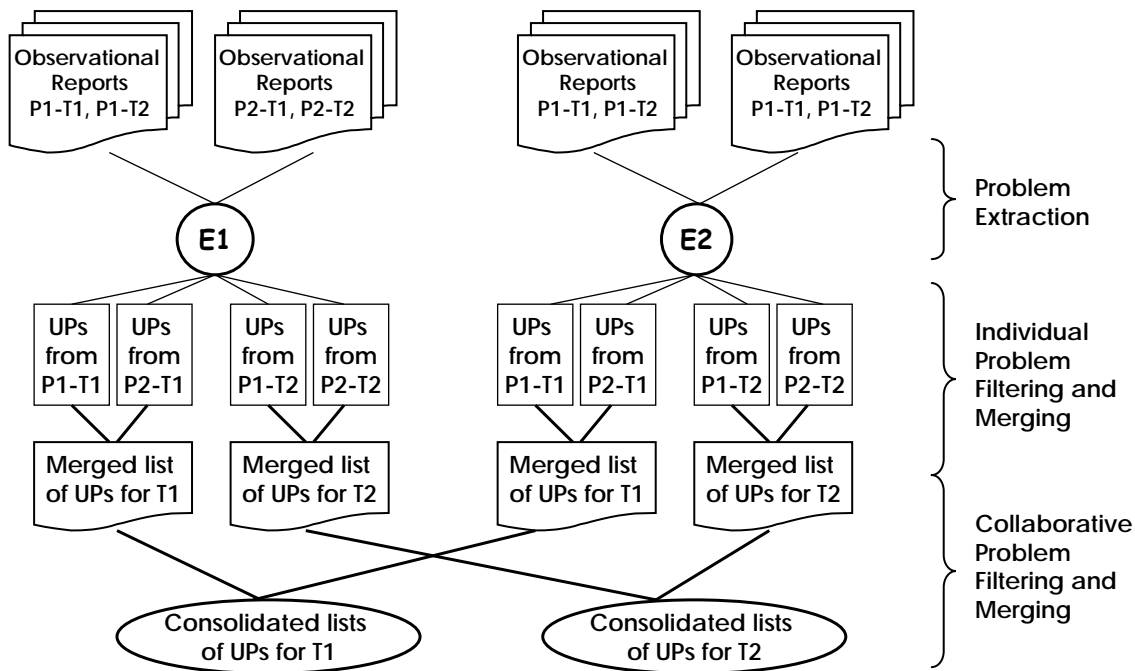 Observational
Reports
P1-T1, P1-T2
Observational
Reports
P2-T1, P2-T2
Observational
Reports
P1-T1, P1-T2
Observational
Reports
P1-T1, P1-T2
Problem
Extraction
E1
E2
UPs
from
P1-T1
UPs
from
P2-T1
UPs
from
P1-T2
UPs
from
P2-T2
UPs
from
P1-T1
UPs
from
P2-T1
UPs
from
P1-T2
UPs
from
P2-T2
Individual
Problem
Filtering and
Merging
Merged list
of UPs for T1
Merged list
of UPs for T2
Merged list
of UPs for T1
Merged list
of UPs for T2
Collaborative
Problem
Filtering and
Merging
Consolidated lists
of UPs for T1
Consolidated lists
of UPs for T2